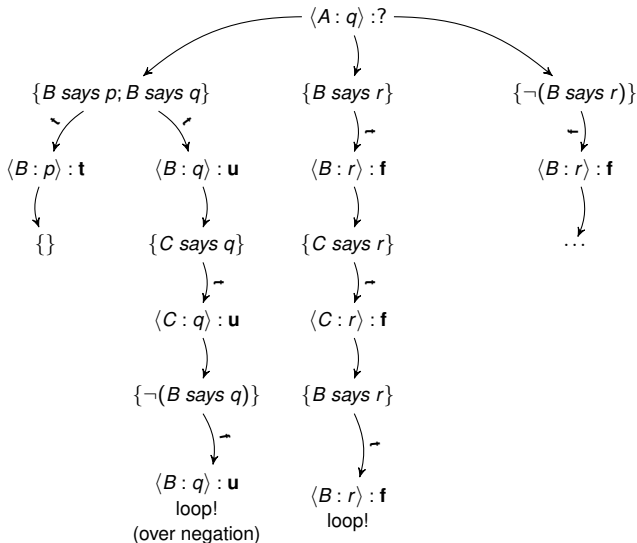 ⟨A : q⟩ :?
{B says p; B says q}
{B says r}
{¬(B says r)}
t
t
t
f
⟨B : p⟩ : t
⟨B : q⟩ : u
⟨B : r⟩ : f
⟨B : r⟩ : f
{}
{C says q}
{C says r}
...
t
t
⟨C : q⟩ : u
⟨C : r⟩ : f
{¬(B says q)}
{B says r}
t
t
⟨B : q⟩ : u
⟨B : r⟩ : f
loop!
loop!
(over negation)